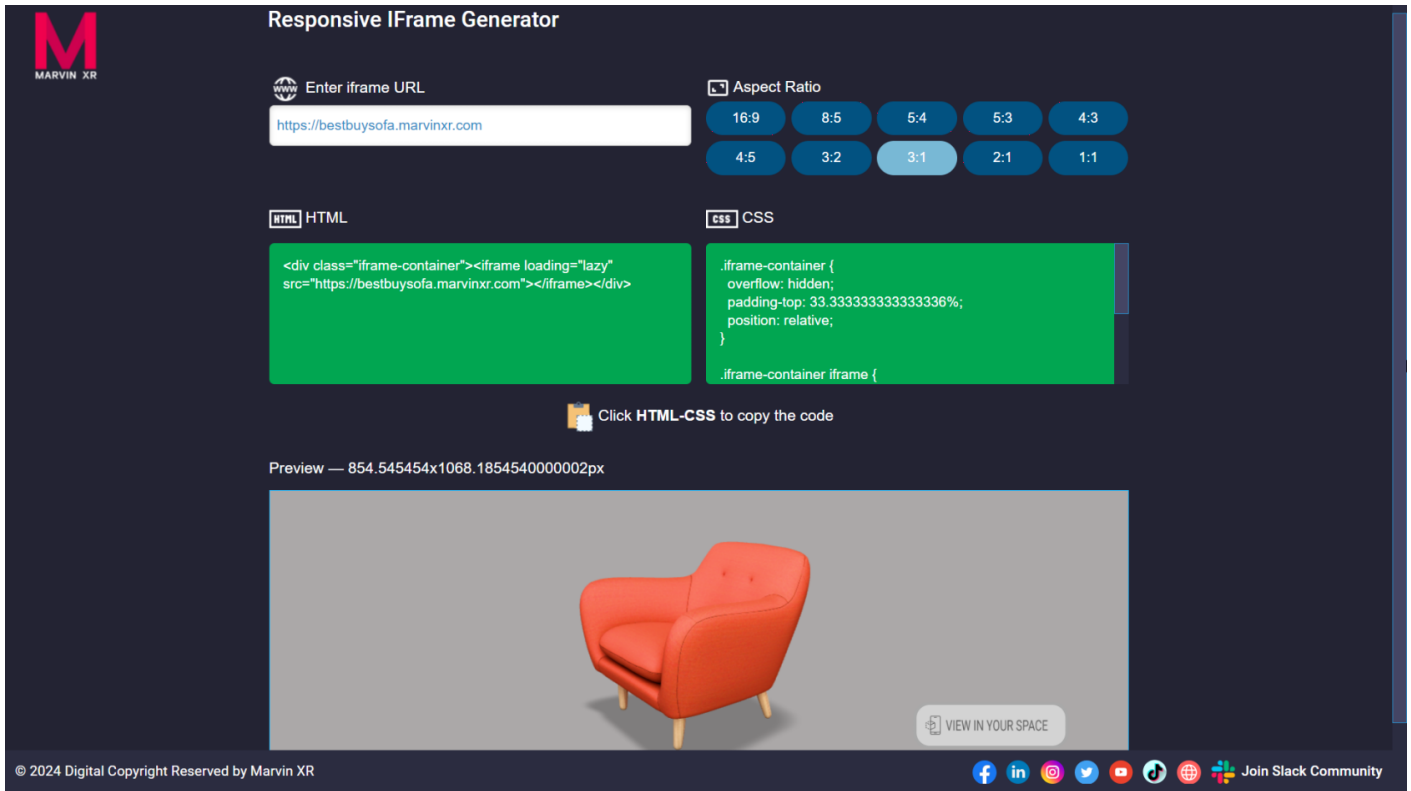 Responsive IFrame Generator
M
MARVIN XR
www Enter iframe URL
https://bestbuysofa.marvinxr.com
Aspect Ratio
16:9 8:5 5:4 5:3 4:3
4:5 3:2 3:1 2:1 1:1
HTML HTML
<div class="iframe-container"><iframe loading="lazy"
src="https://bestbuysofa.marvinxr.com"></iframe></div>
CSS CSS
.iframe-container {
overflow: hidden;
padding-top: 33.333333333333336%;
position: relative;
}
.iframe-container iframe {
Click HTML-CSS to copy the code
Preview — 854.545454x1068.1854540000002px
VIEW IN YOUR SPACE
© 2024 Digital Copyright Reserved by Marvin XR
Join Slack Community